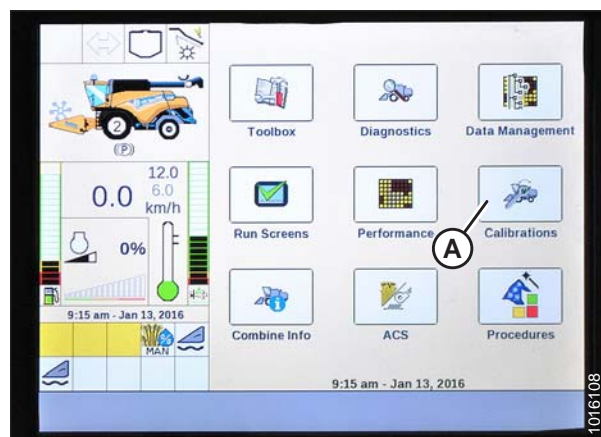 2
(P)
12.0
0.0
6.0
km/h
F
0%
9:15 am - Jan 13, 2016
%
MAN
Toolbox
Diagnostics
Data Management
Run Screens
Performance
Calibrations
A
Combine Info
ACS
Procedures
9:15 am - Jan 13, 2016
1016108